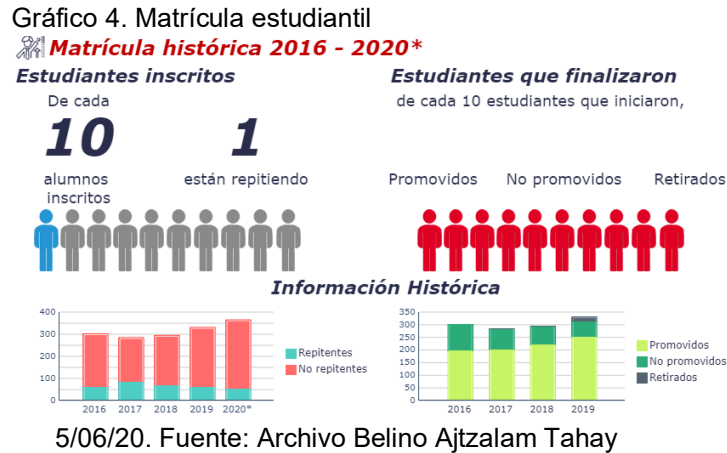 Gráfico 4. Matrícula estudiantil
Matrícula histórica 2016 - 2020*
Estudiantes inscritos
De cada
10
1
alumnos
inscritos
están repitiendo
Estudiantes que finalizaron
de cada 10 estudiantes que iniciaron,
Promovidos No promovidos Retirados
Información Histórica
400
300
200
100
0
2016 2017 2018 2019 2020*
Repitentes
No repitentes
350
300
250
200
150
100
50
0
2016 2017 2018 2019
Promovidos
No promovidos
Retirados
5/06/20. Fuente: Archivo Belino Ajtzalam Tahay